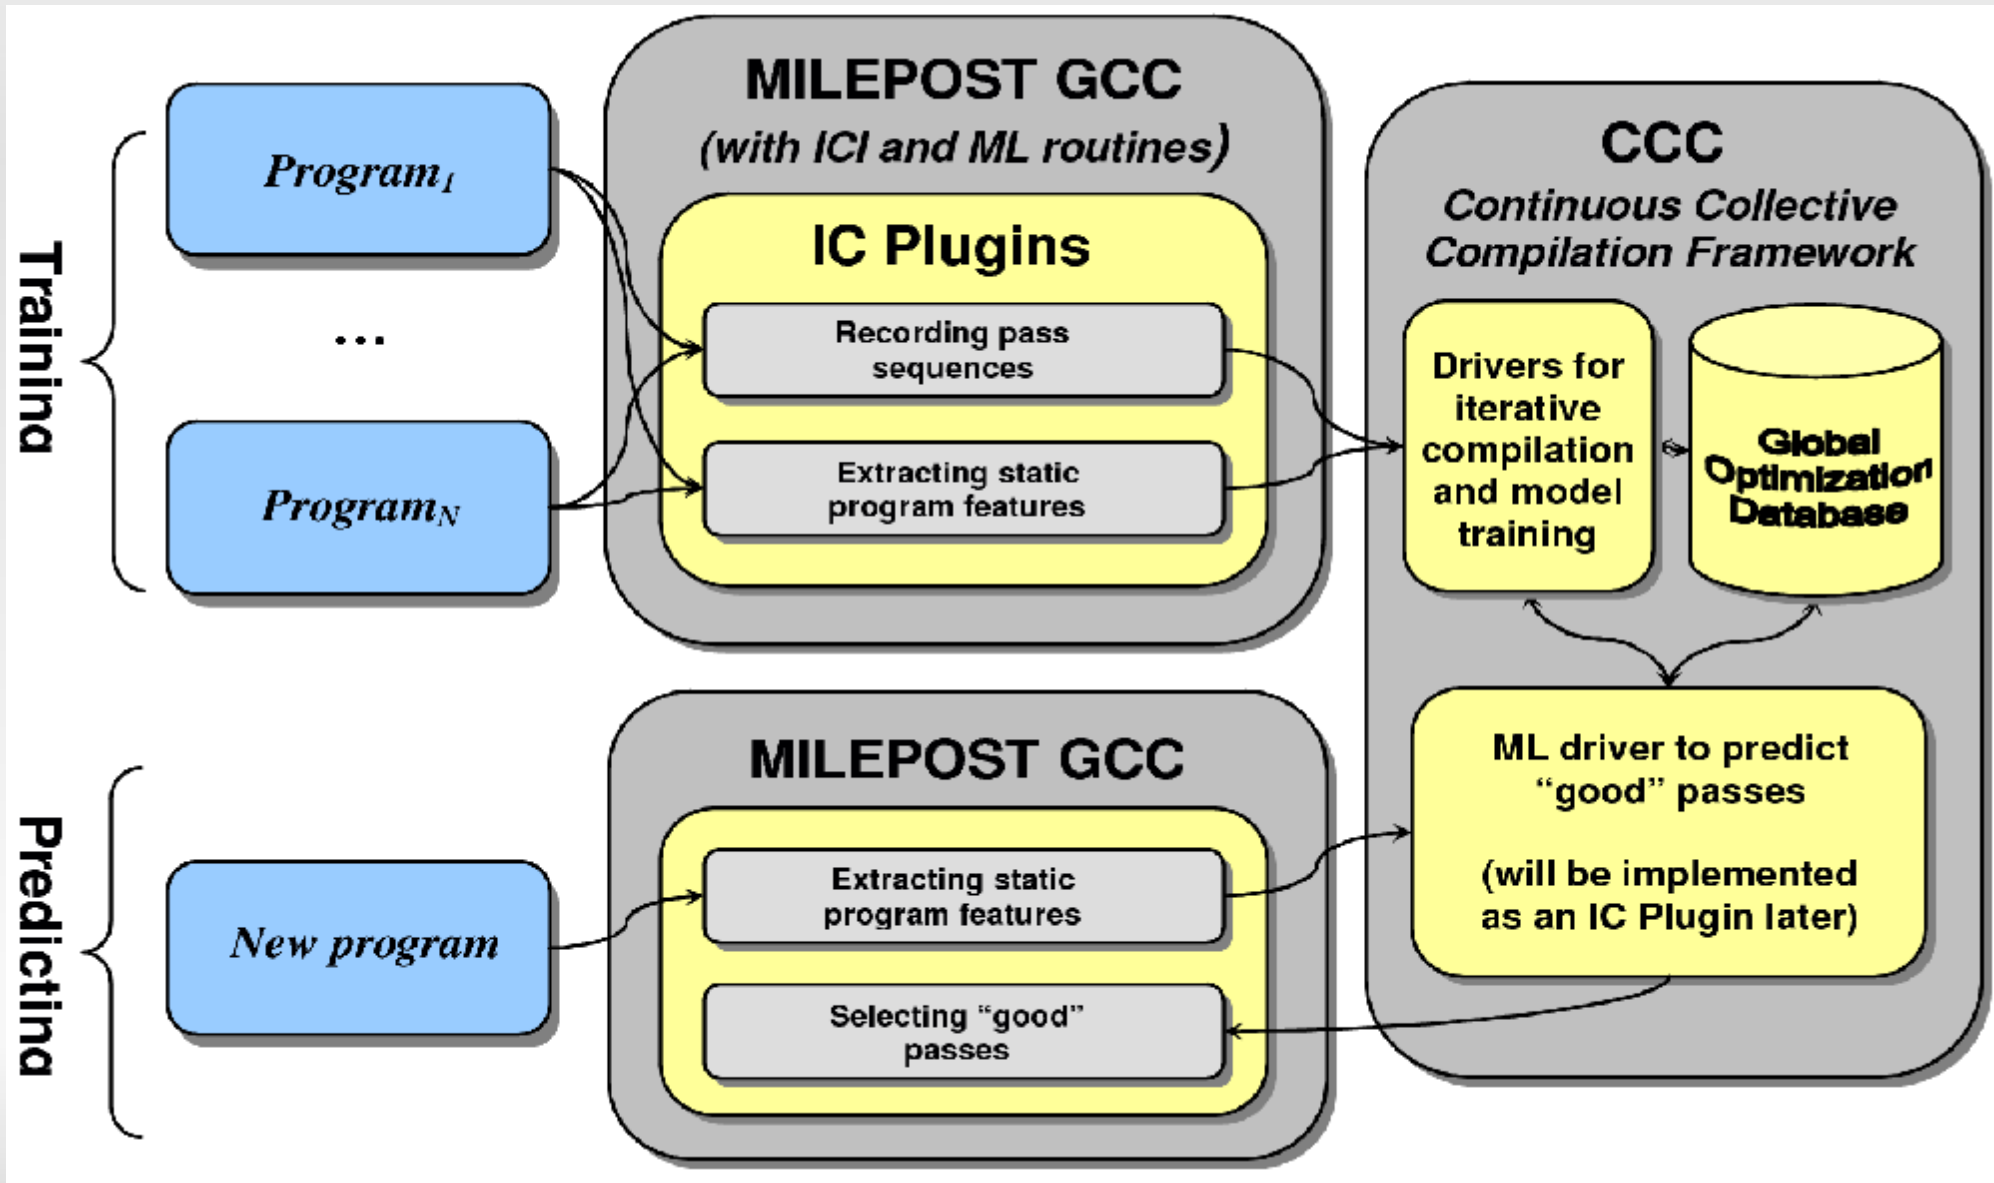 Training
Program1
...
ProgramN
MILEPOST GCC
(with ICI and ML routines)
IC Plugins
Recording pass
sequences
Extracting static
program features
CCC
Continuous Collective
Compilation Framework
Drivers for
iterative
compilation
and model
training
Global
Optimization
Database
Predicting
New program
MILEPOST GCC
Extracting static
program features
Selecting “good”
passes
ML driver to predict
“good” passes
(will be implemented
as an IC Plugin later)